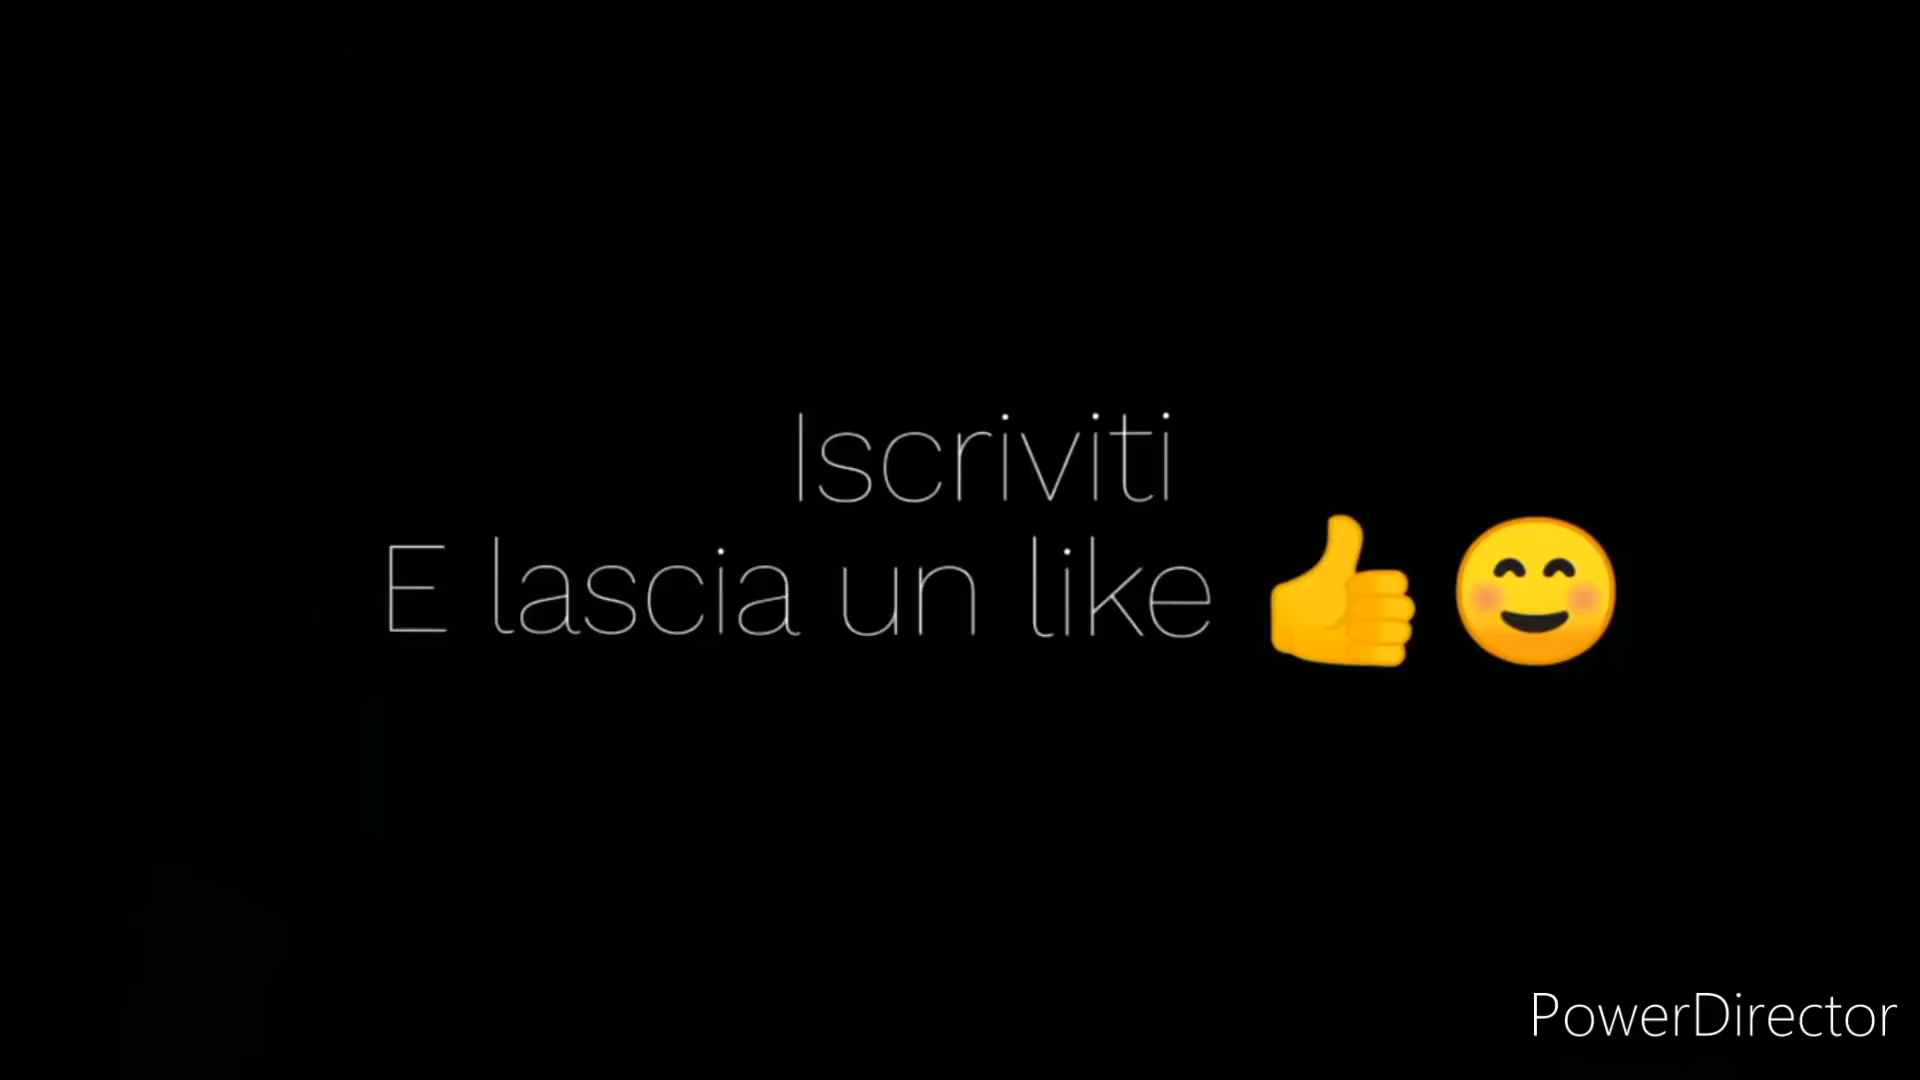 Iscriviti
E lascia un like 👍 😊
PowerDirector